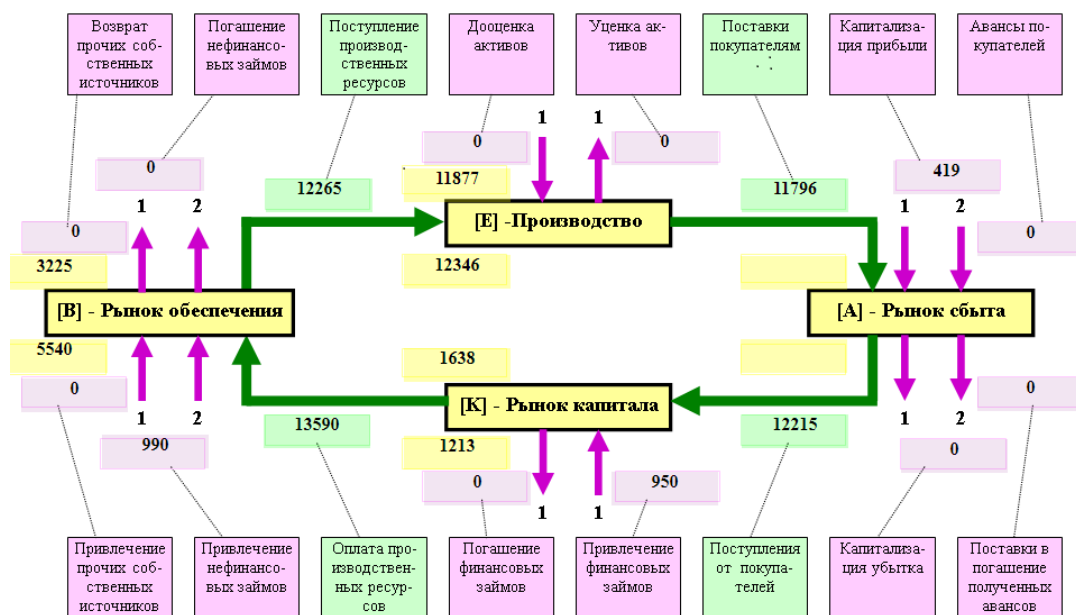 Возврат
прочих соб-
ственных
источников
Погашение
нефинансо-
вых займов
Поступление
производ-
ственных
ресурсов
Дооценка
активов
Уценка ак-
тивов
Поставки
покупателям
Капитализа-
ция прибыли
Авансы по-
купателей
1
1
0
0
0
419
12265
11877
11796
1
2
1
2
0
0
[E] -Производство
3225
12346
[B] - Рынок обеспечения
[A] - Рынок сбыта
5540
1638
0
0
[K] - Рынок капитала
1
2
1
2
13590
12215
990
1213
0
0
950
1
1
Привлечение
прочих соб-
ственных
источников
Привлечение
нефинансо-
вых займов
Оплата про-
изводствен-
ных ресур-
сов
Погашение
финансовых
займов
Привлечение
финансовых
займов
Поступления
от покупа-
телей
Капитализа-
ция убытка
Поставки в
погашение
полученных
авансов